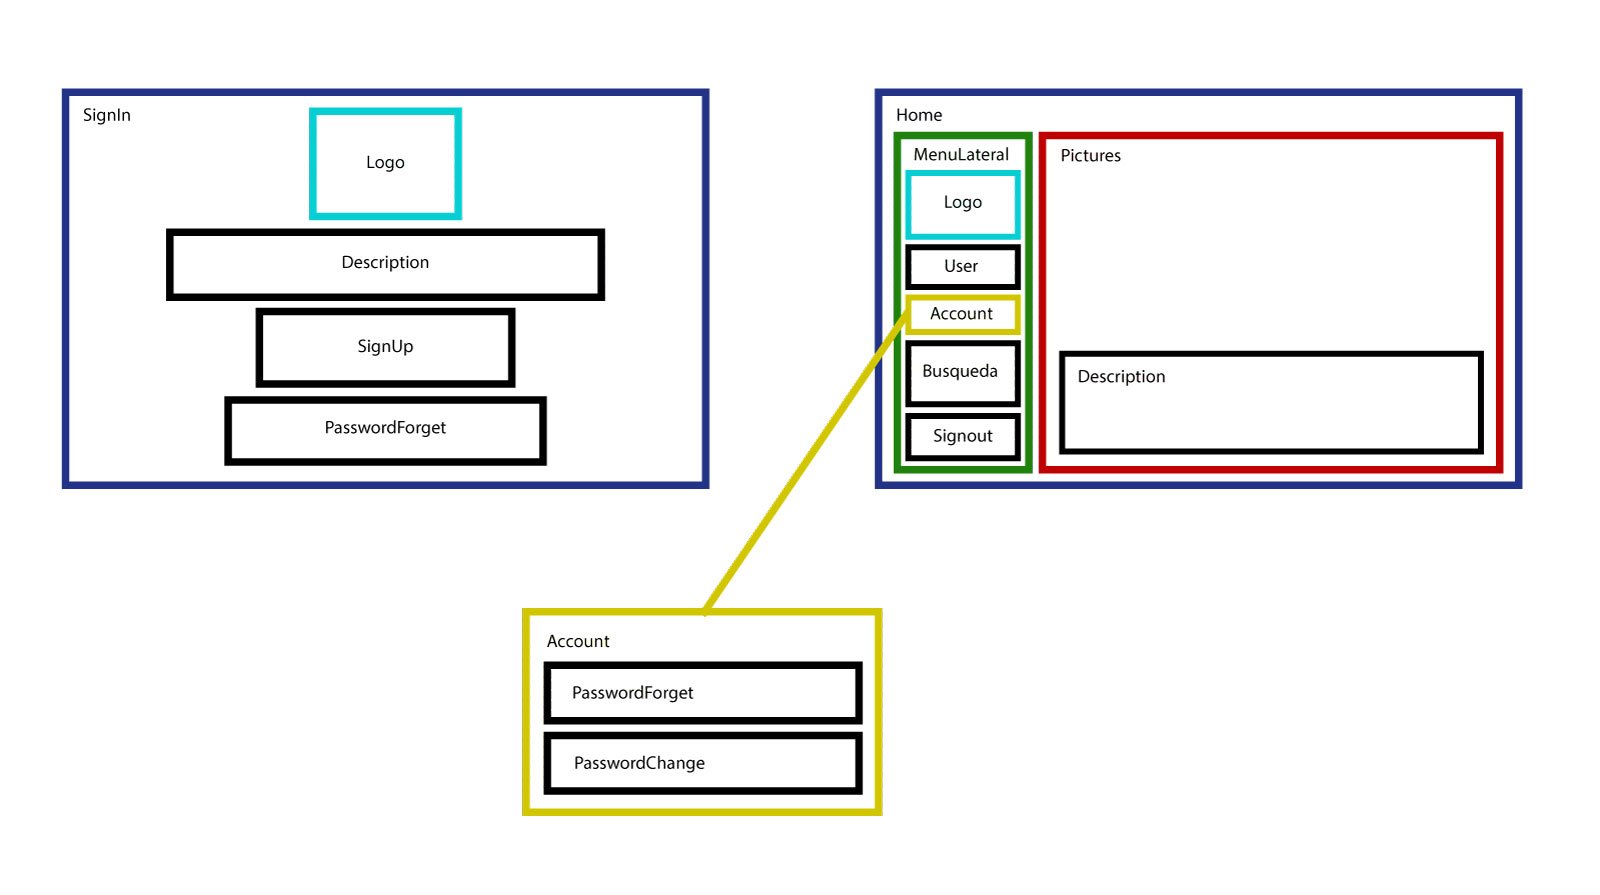 SignIn
Logo
Description
SignUp
PasswordForget
Home
MenuLateral
Logo
User
Account
Busqueda
Signout
Pictures
Description
Account
PasswordForget
PasswordChange